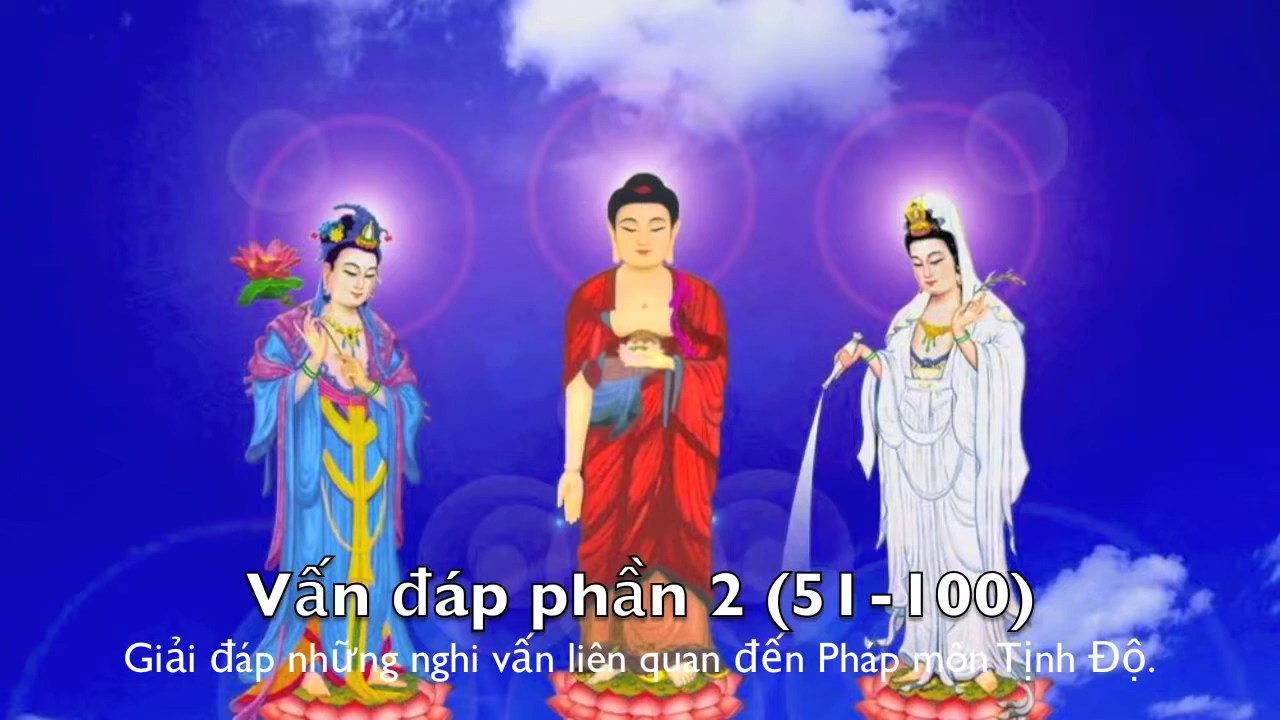 Vấn đáp phần 2 (51-100)
Giải đáp những nghi vấn liên quan đến Pháp môn Tịnh Độ.